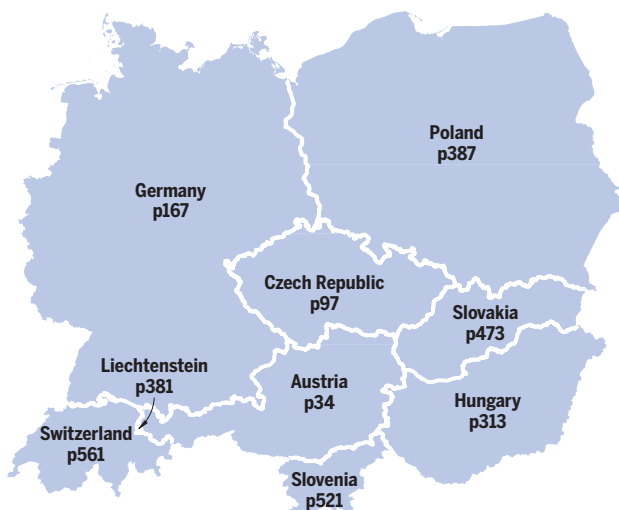 Poland
p387
Germany
p167
Czech Republic
p97
Slovakia
p473
Liechtenstein
p381
Austria
p34
Hungary
p313
Switzerland
p561
Slovenia
p521